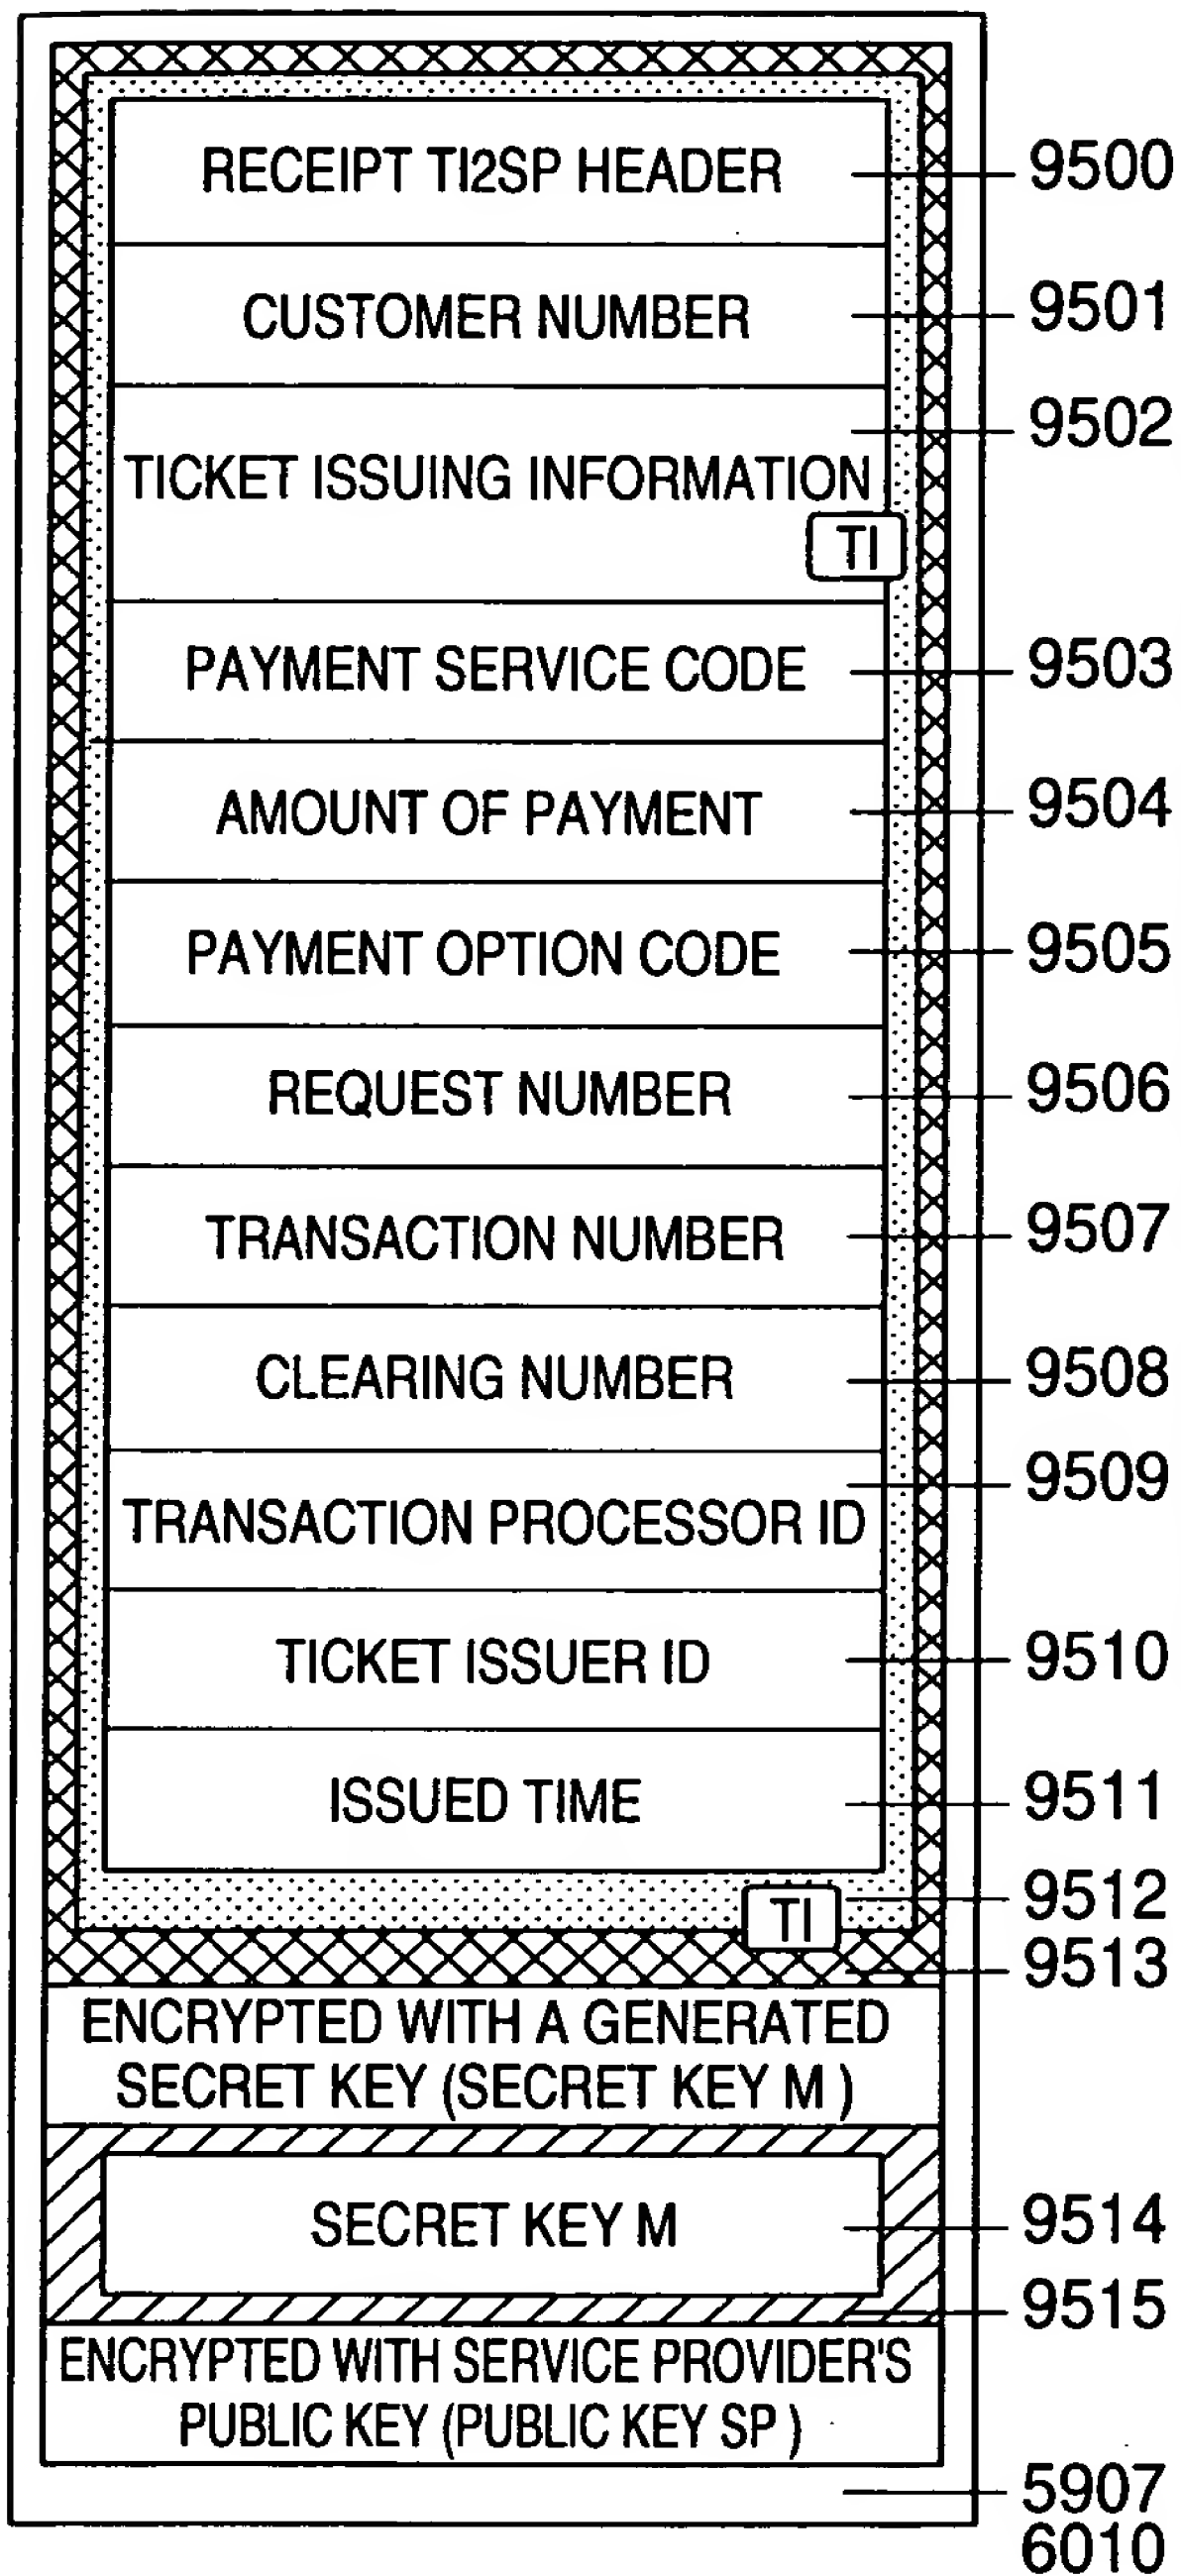 RECEIPT TI2SP HEADER 9500
CUSTOMER NUMBER 9501
9502
TICKET ISSUING INFORMATION
TI
PAYMENT SERVICE CODE 9503
AMOUNT OF PAYMENT 9504
PAYMENT OPTION CODE 9505
REQUEST NUMBER 9506
TRANSACTION NUMBER 9507
CLEARING NUMBER 9508
9509
TRANSACTION PROCESSOR ID
TICKET ISSUER ID 9510
ISSUED TIME 9511
9512
TI
9513
ENCRYPTED WITH A GENERATED
SECRET KEY (SECRET KEY M )
SECRET KEY M 9514
9515
ENCRYPTED WITH SERVICE PROVIDER'S
PUBLIC KEY (PUBLIC KEY SP )
5907
6010